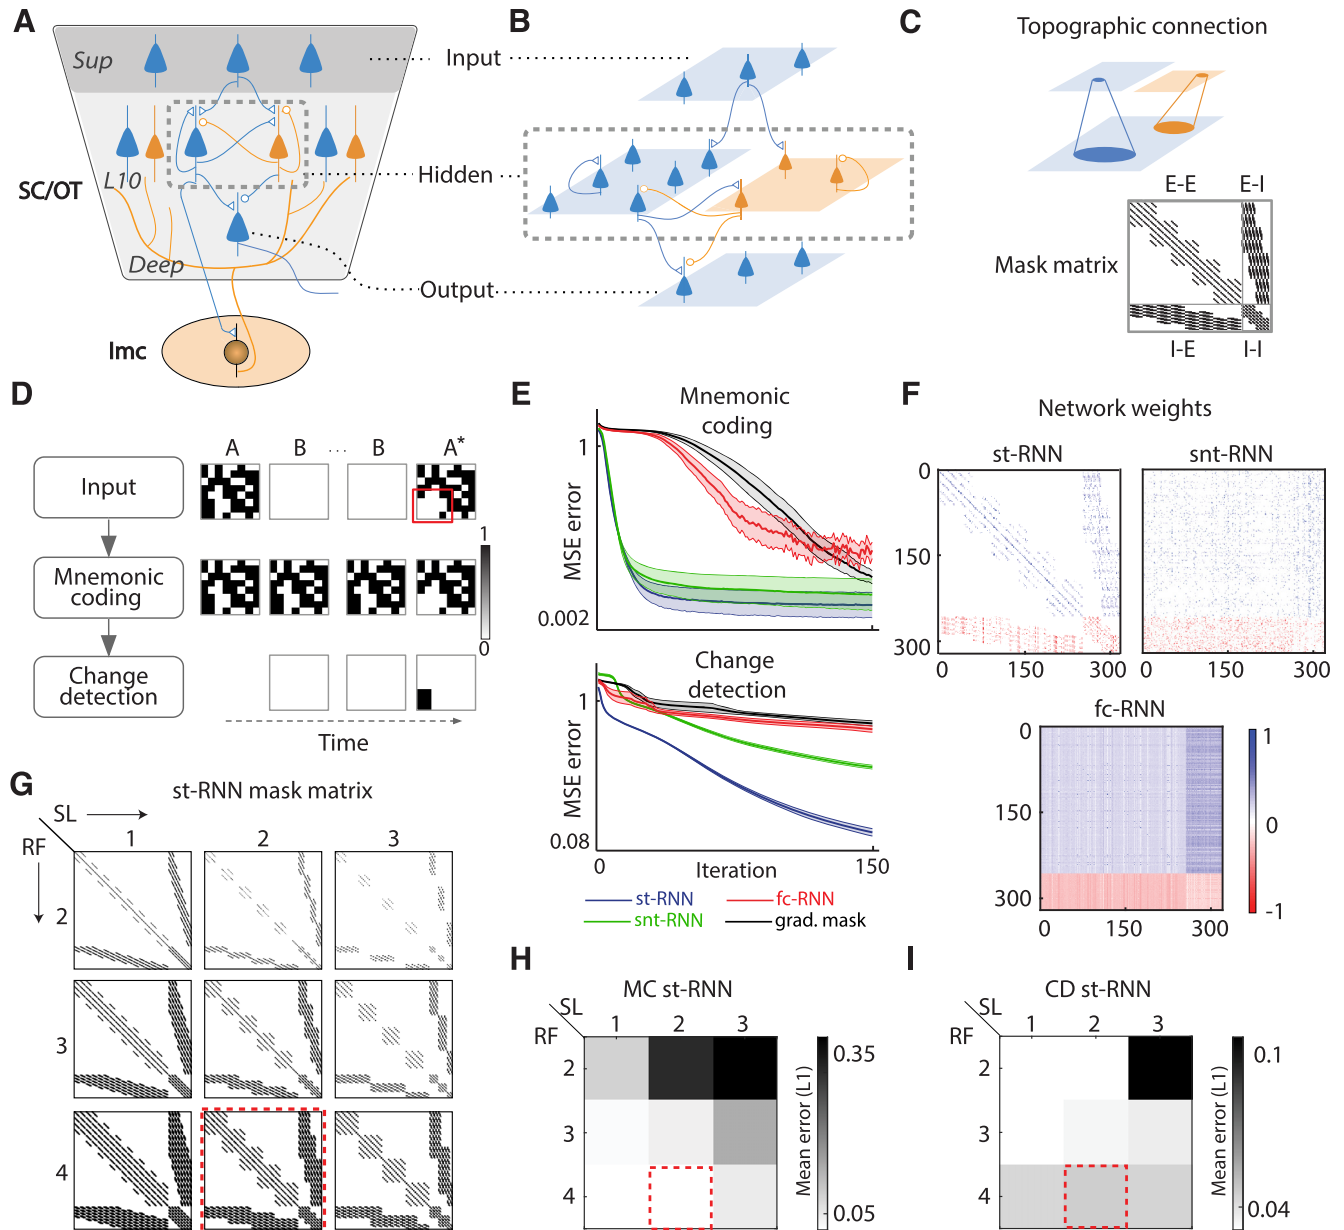 A
Sup
L10
SC/OT
Deep
Imc
B
Input
Hidden
Output
C
Topographic connection
E-E
E-I
Mask matrix
I-E
I-I
D
A
B
...
B
A*
Input
Mnemonic
coding
Change
detection
1
0
Time
E
Mnemonic
coding
1
MSE error
0.002
150
Change
detection
1
MSE error
0.08
0
Iteration
150
st-RNN
fc-RNN
snt-RNN
grad. mask
F
Network weights
st-RNN
snt-RNN
0
150
300
0
150
300
0
150
300
fc-RNN
0
150
300
0
150
300
1
0
-1
G
st-RNN mask matrix
SL
RF
1
2
3
2
3
4
H
MC st-RNN
SL
RF
1
2
3
2
3
4
0.35
Mean error (L1)
0.05
I
CD st-RNN
SL
RF
1
2
3
2
3
4
0.1
Mean error (L1)
0.04